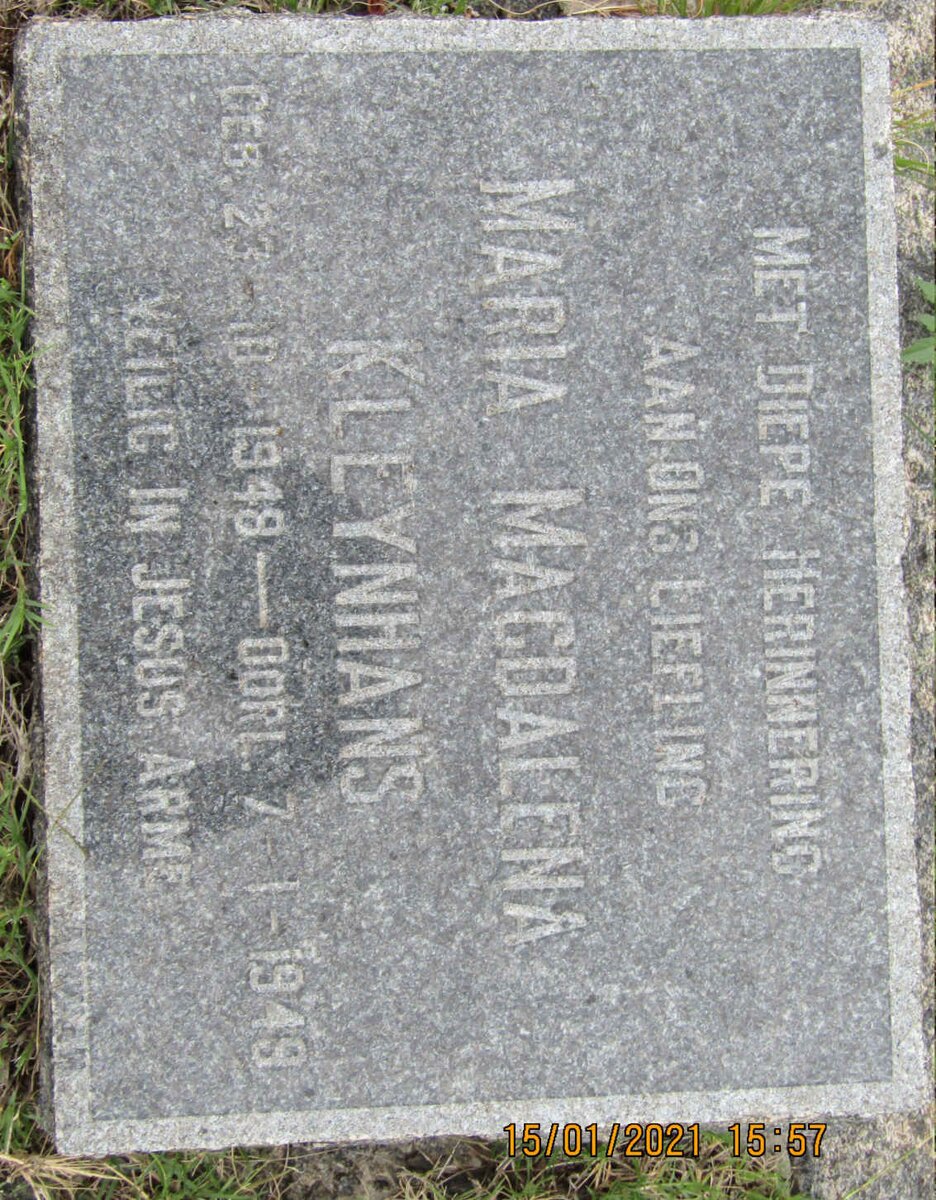 MET DIEPE HERINNERING
AAN ONS LIEFLING
MARIA MAGDALENA
KLEYNHANS
GEB 23-10-1948-OORL 7-1-1949
VEILIG IN JESUS ARME
15/01/2021 15:57